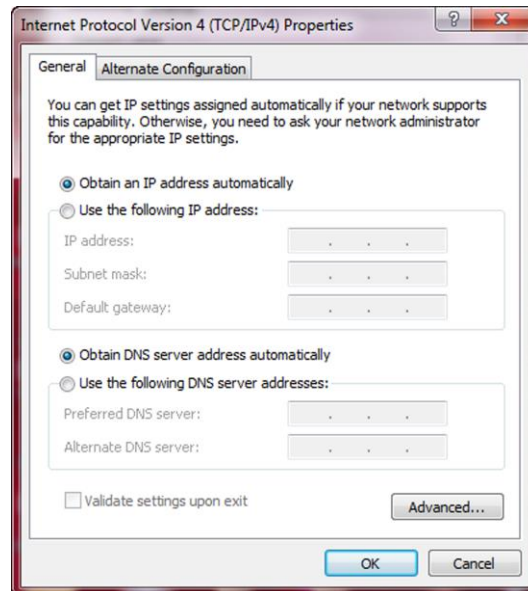 Internet Protocol Version 4 (TCP/IPv4) Properties
General
Alternate Configuration
You can get IP settings assigned automatically if your network supports
this capability. Otherwise, you need to ask your network administrator
for the appropriate IP settings.
Obtain an IP address automatically
Use the following IP address:
IP address:
Subnet mask:
Default gateway:
Obtain DNS server address automatically
Use the following DNS server addresses:
Preferred DNS server:
Alternate DNS server:
Validate settings upon exit
Advanced...
OK
Cancel